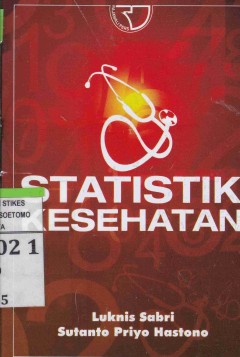 STATISTIK
KESEHATAN
STIKES
SOETOMO
02 1
5
Luknis Sabri
Sutanto Priyo Hastono